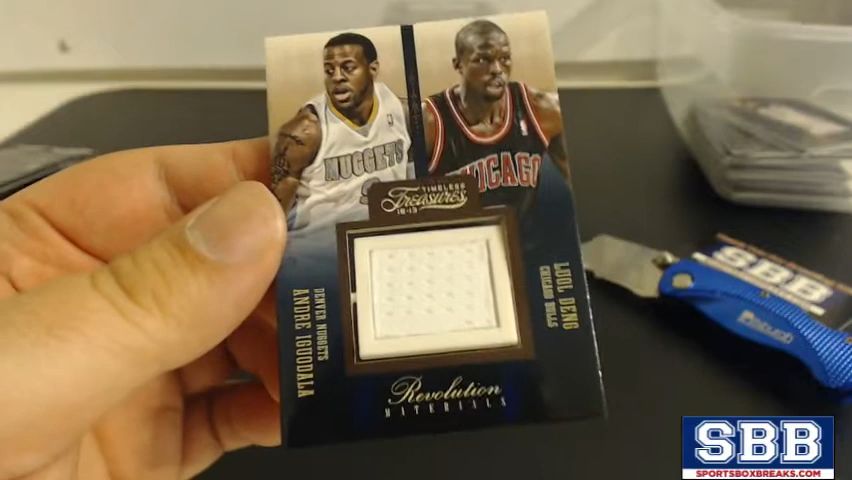 NUGGETS
CHICAGO
TIMELESS
Treasures
12-13
DENVER NUGGETS
ANDRE IGUODALA
LUOL DENG
CHICAGO BULLS
Revolution
MATERIALS
SBB
SBB
SPORTSBOXBREAKS.COM